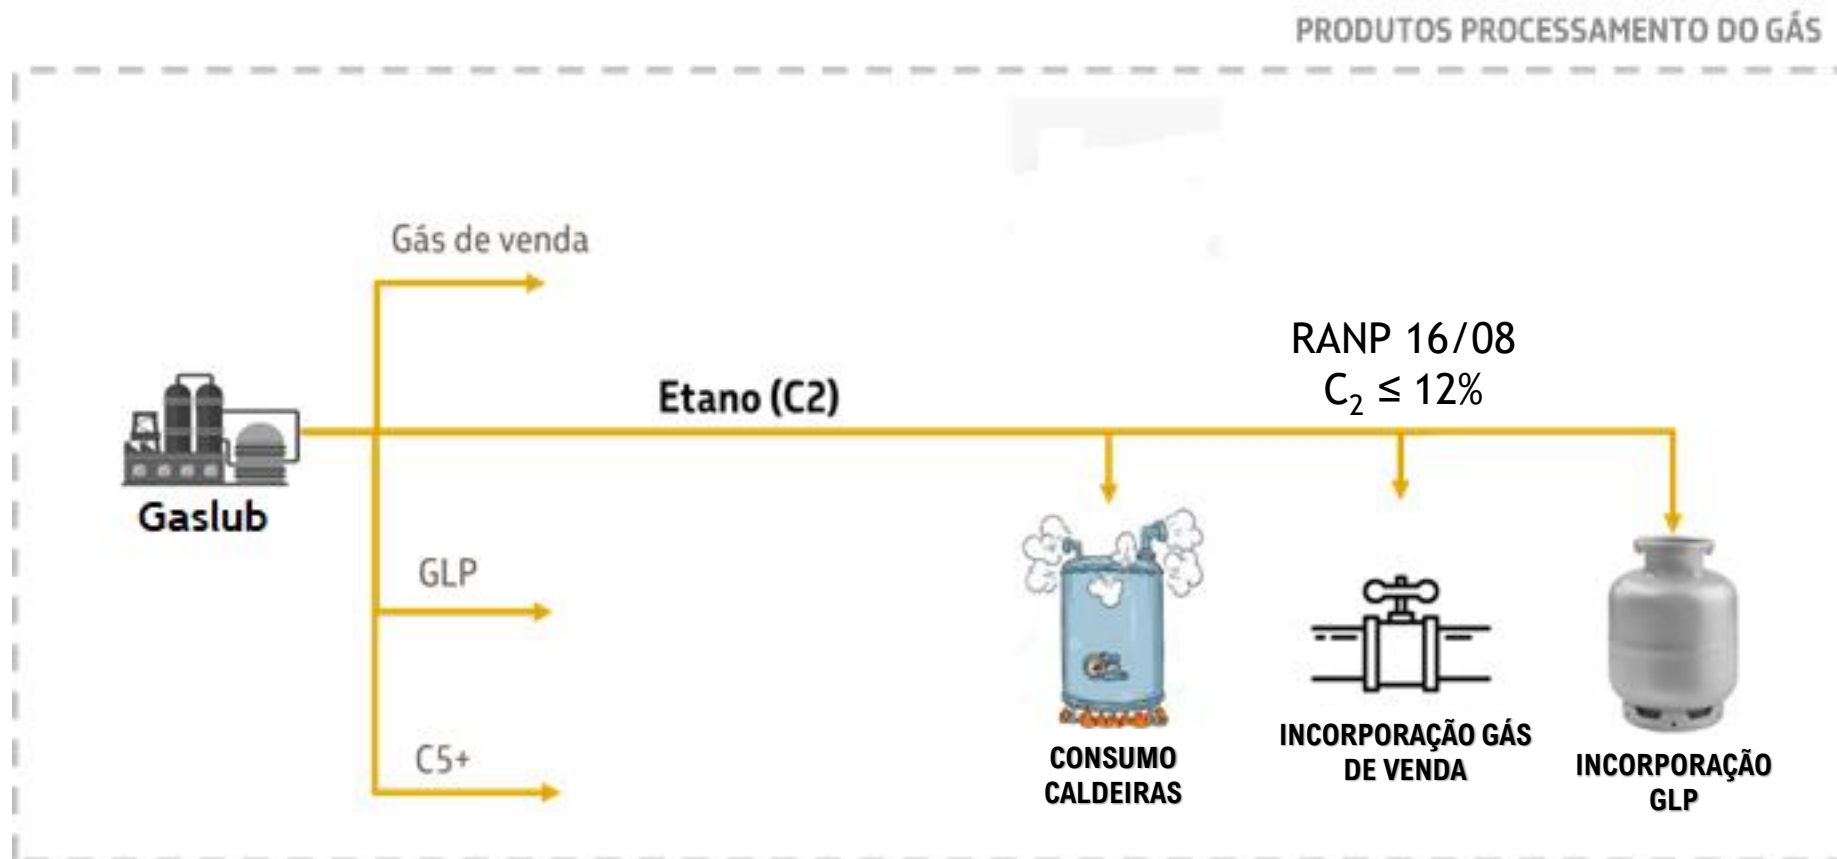 PRODUTOS PROCESSAMENTO DO GÁS
Gás de venda
RANP 16/08
C₂ ≤ 12%
Etano (C2)
Gaslub
GLP
C5+
CONSUMO
CALDEIRAS
INCORPORAÇÃO GÁS
DE VENDA
INCORPORAÇÃO
GLP